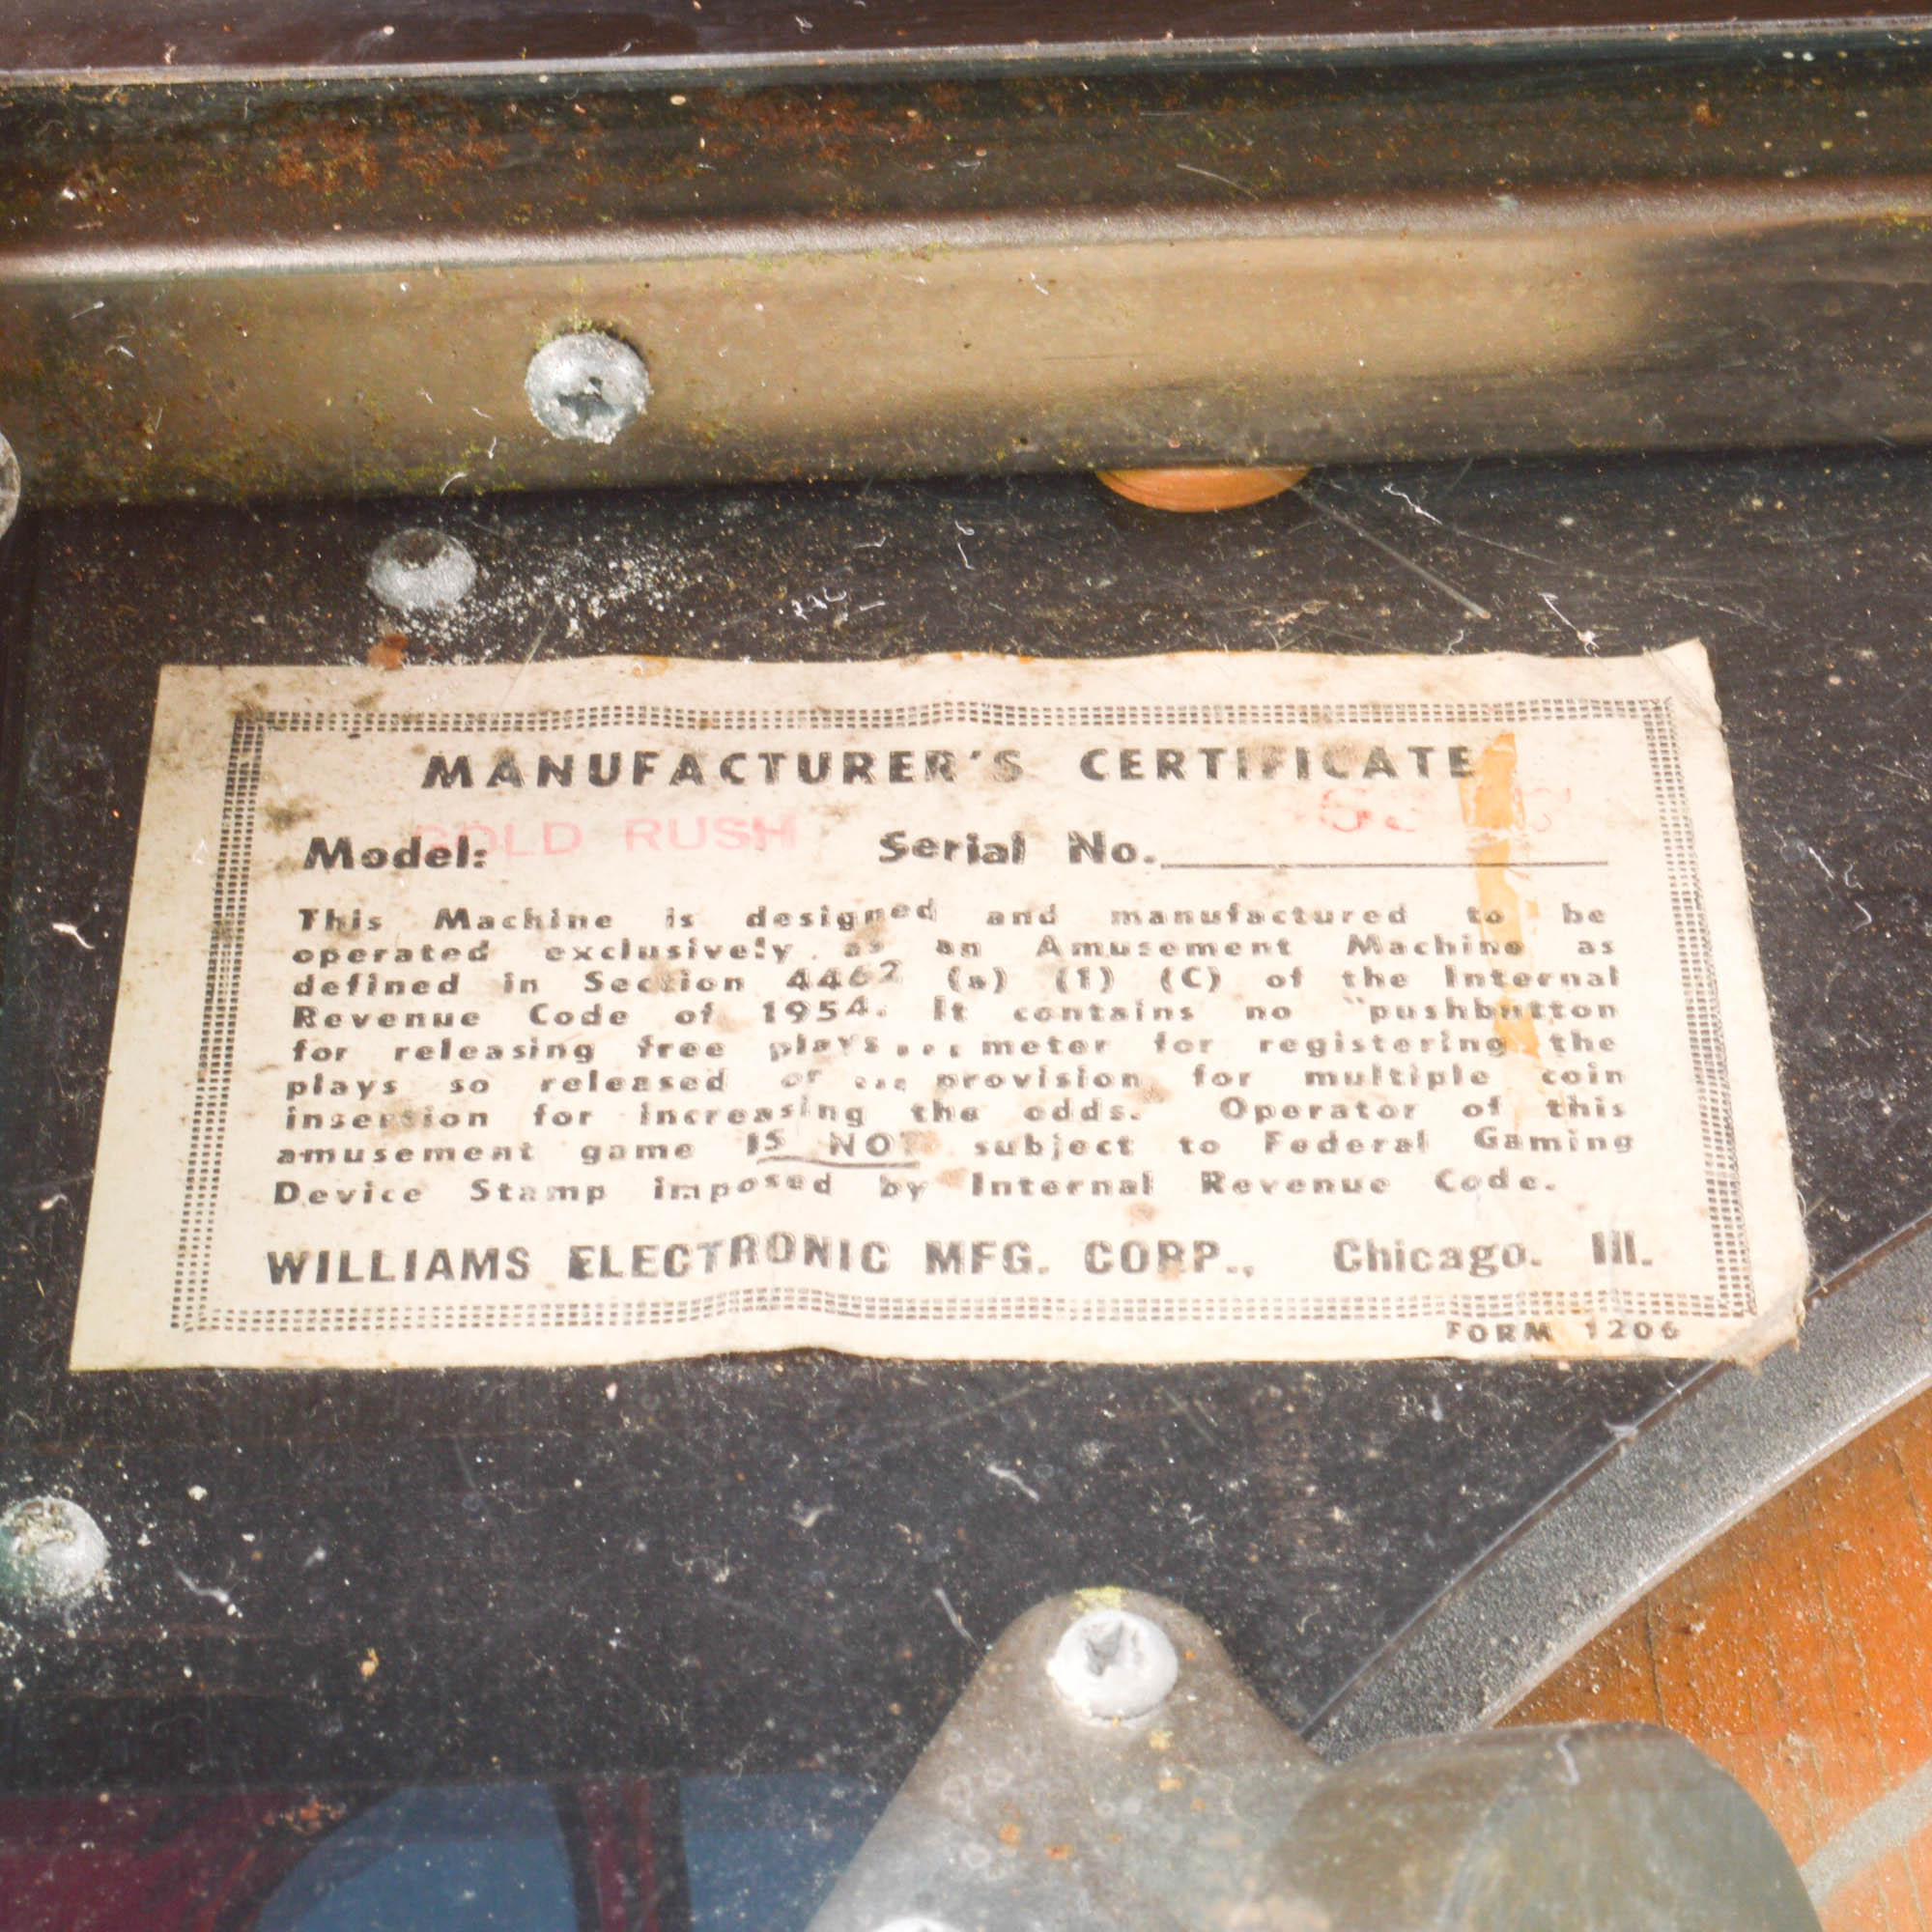 MANUFACTURER'S CERTIFICATE
Model: GOLD RUSH Serial No.
This Machine is designed and manufactured to be
operated exclusively as an Amusement Machine as
defined in Section 4462 (a) (1) (C) of the Internal
Revenue Code of 1954. It contains no "pushbutton
for releasing free plays... meter for registering the
plays so released or ... provision for multiple coin
insertion for increasing the odds. Operator of this
amusement game IS NOT subject to Federal Gaming
Device Stamp imposed by Internal Revenue Code.
WILLIAMS ELECTRONIC MFG. CORP., Chicago. Ill.
FORM 1206